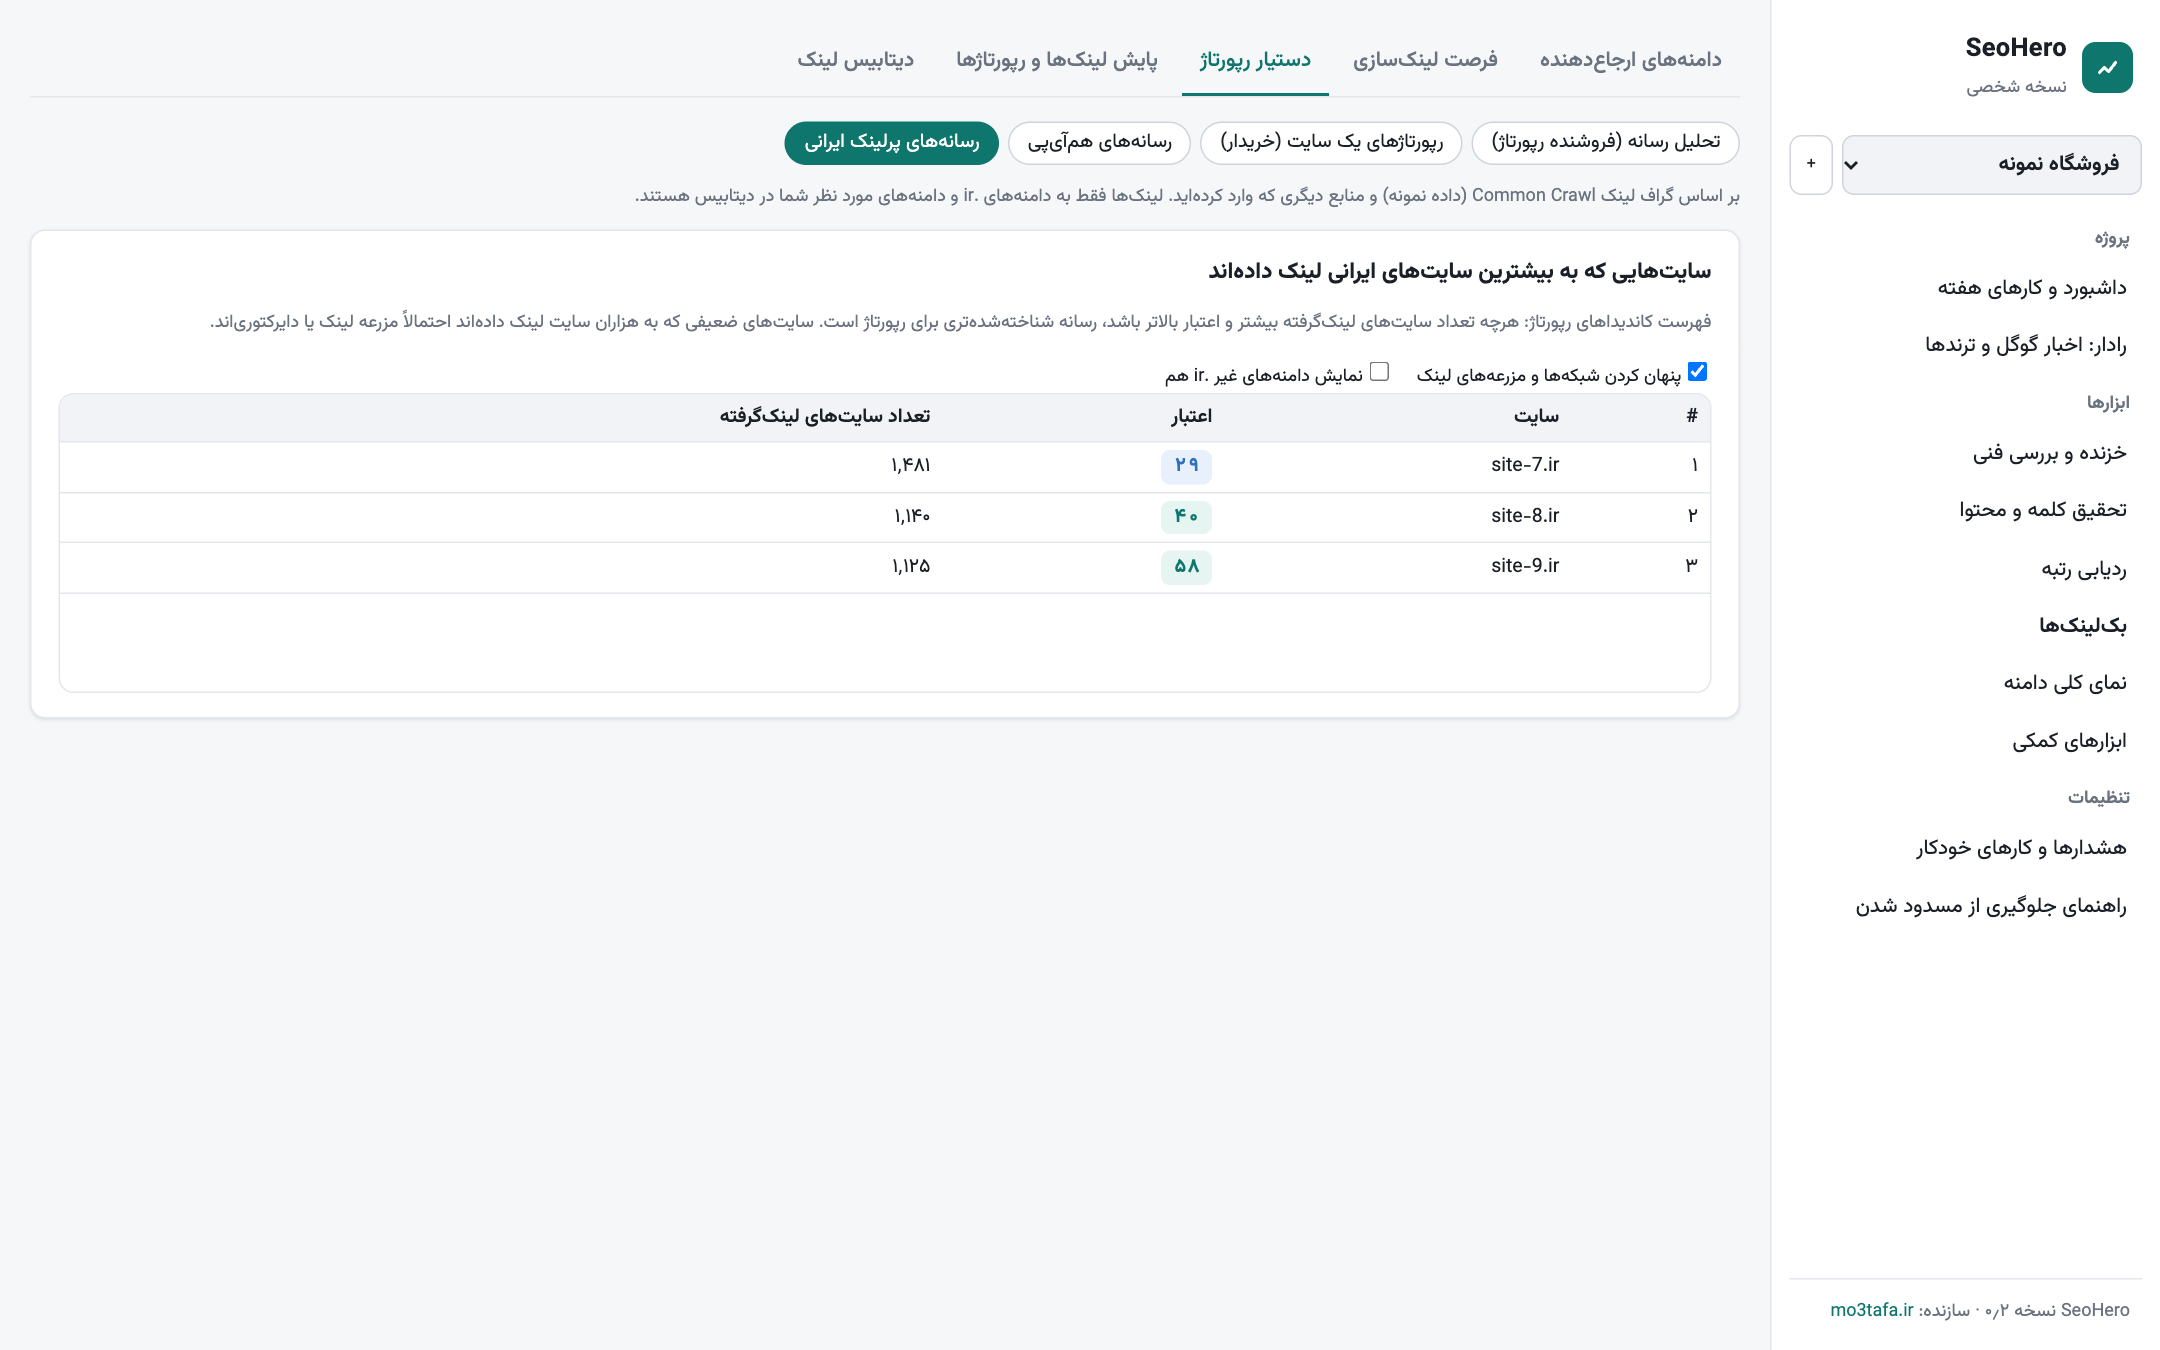 SeoHero
نسخه شخصی
فروشگاه نمونه
+
پروژه
داشبورد و کارهای هفته
رادار: اخبار گوگل و ترندها
ابزارها
خزنده و بررسی فنی
تحقیق کلمه و محتوا
ردیابی رتبه
بک‌لینک‌ها
نمای کلی دامنه
ابزارهای کمکی
تنظیمات
هشدارها و کارهای خودکار
راهنمای جلوگیری از مسدود شدن
SeoHero نسخه ۰٫۲ · سازنده: mo3tafa.ir
دامنه‌های ارجاع‌دهنده فرصت لینک‌سازی دستیار رپورتاژ پایش لینک‌ها و رپورتاژها دیتابیس لینک
تحلیل رسانه (فروشنده رپورتاژ) رپورتاژهای یک سایت (خریدار) رسانه‌های هم‌آی‌پی رسانه‌های پرلینک ایرانی
بر اساس گراف لینک Common Crawl (داده نمونه) و منابع دیگری که وارد کرده‌اید. لینک‌ها فقط به دامنه‌های .ir و دامنه‌های مورد نظر شما در دیتابیس هستند.
سایت‌هایی که به بیشترین سایت‌های ایرانی لینک داده‌اند
فهرست کاندیداهای رپورتاژ: هرچه تعداد سایت‌های لینک‌گرفته بیشتر و اعتبار بالاتر باشد، رسانه شناخته‌شده‌تری برای رپورتاژ است. سایت‌های ضعیفی که به هزاران سایت لینک داده‌اند احتمالاً مزرعه لینک یا دایرکتوری‌اند.
پنهان کردن شبکه‌ها و مزرعه‌های لینک نمایش دامنه‌های غیر .ir هم
# سایت اعتبار تعداد سایت‌های لینک‌گرفته
۱ site-7.ir ۲۹ ۱,۴۸۱
۲ site-8.ir ۴۰ ۱,۱۴۰
۳ site-9.ir ۵۸ ۱,۱۲۵